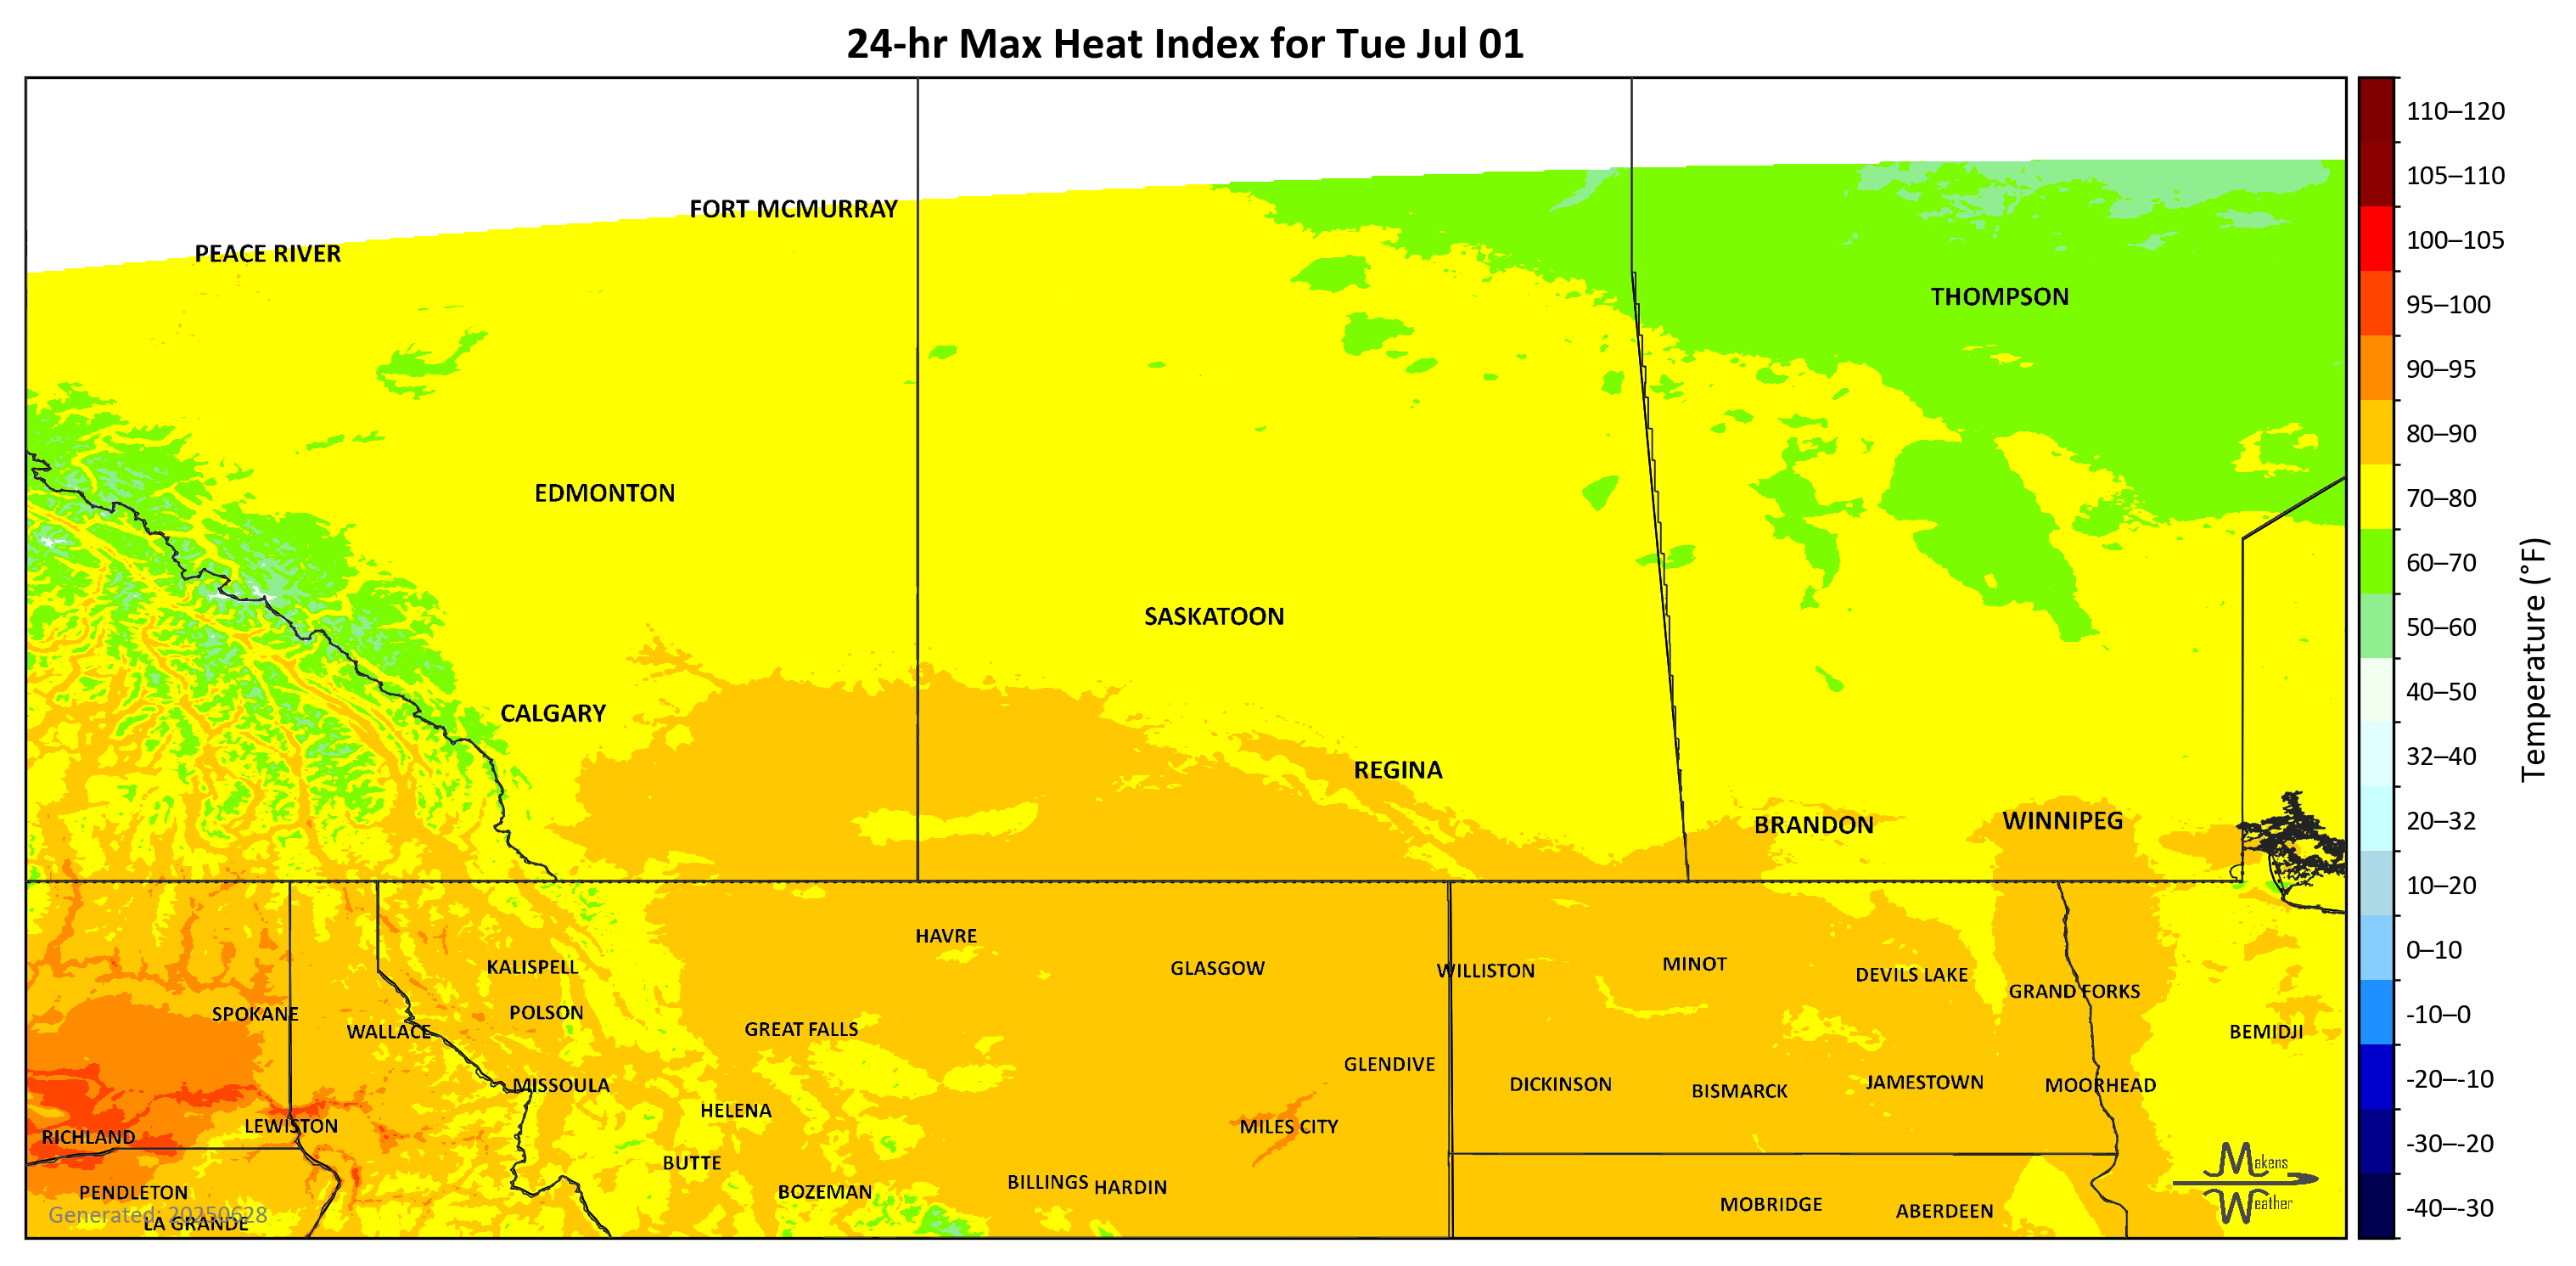 24-hr Max Heat Index for Tue Jul 01
110–120
105–110
FORT MCMURRAY
100–105
PEACE RIVER
THOMPSON
95–100
90–95
80–90
EDMONTON
70–80
60–70
SASKATOON
50–60
Temperature (°F)
40–50
CALGARY
32–40
REGINA
BRANDON
WINNIPEG
20–32
10–20
HAVRE
0–10
KALISPELL
GLASGOW
WILLISTON
MINOT
DEVILS LAKE
GRAND FORKS
SPOKANE
POLSON
-10–0
WALLACE
GREAT FALLS
BEMIDJI
GLENDIVE
-20–-10
MISSOULA
DICKINSON
BISMARCK
JAMESTOWN
MOORHEAD
HELENA
RICHLAND
LEWISTON
MILES CITY
-30–-20
BUTTE
Makens
Weather
PENDLETON
BOZEMAN
BILLINGS
HARDIN
MOBRIDGE
ABERDEEN
-40–-30
Generated: 20250628
LA GRANDE